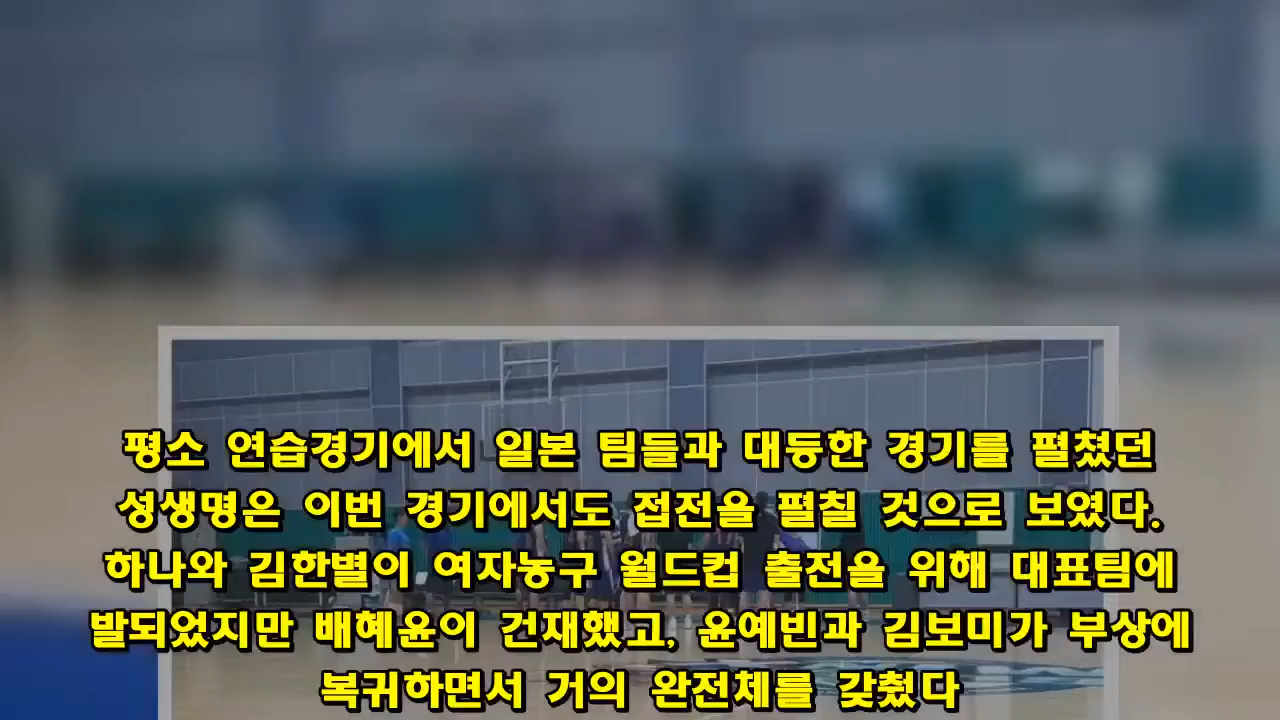 평소 연습경기에서 일본 팀들과 대등한 경기를 펼쳤던
성생명은 이번 경기에서도 접전을 펼칠 것으로 보였다.
하나와 김한별이 여자농구 월드컵 출전을 위해 대표팀에
발되었지만 배혜윤이 건재했고, 윤예빈과 김보미가 부상에
복귀하면서 거의 완전체를 갖췄다